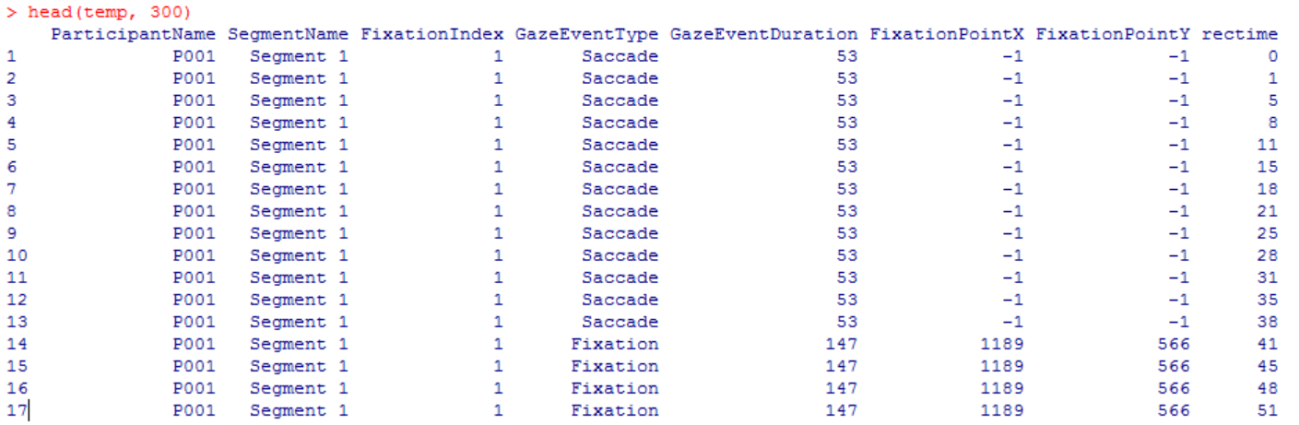 > head(temp, 300)
ParticipantName SegmentName FixationIndex GazeEventType GazeEventDuration FixationPointX FixationPointY rectime
1 P001 Segment 1 1 Saccade 53 -1 -1 0
2 P001 Segment 1 1 Saccade 53 -1 -1 1
3 P001 Segment 1 1 Saccade 53 -1 -1 5
4 P001 Segment 1 1 Saccade 53 -1 -1 8
5 P001 Segment 1 1 Saccade 53 -1 -1 11
6 P001 Segment 1 1 Saccade 53 -1 -1 15
7 P001 Segment 1 1 Saccade 53 -1 -1 18
8 P001 Segment 1 1 Saccade 53 -1 -1 21
9 P001 Segment 1 1 Saccade 53 -1 -1 25
10 P001 Segment 1 1 Saccade 53 -1 -1 28
11 P001 Segment 1 1 Saccade 53 -1 -1 31
12 P001 Segment 1 1 Saccade 53 -1 -1 35
13 P001 Segment 1 1 Saccade 53 -1 -1 38
14 P001 Segment 1 1 Fixation 147 1189 566 41
15 P001 Segment 1 1 Fixation 147 1189 566 45
16 P001 Segment 1 1 Fixation 147 1189 566 48
17 P001 Segment 1 1 Fixation 147 1189 566 51